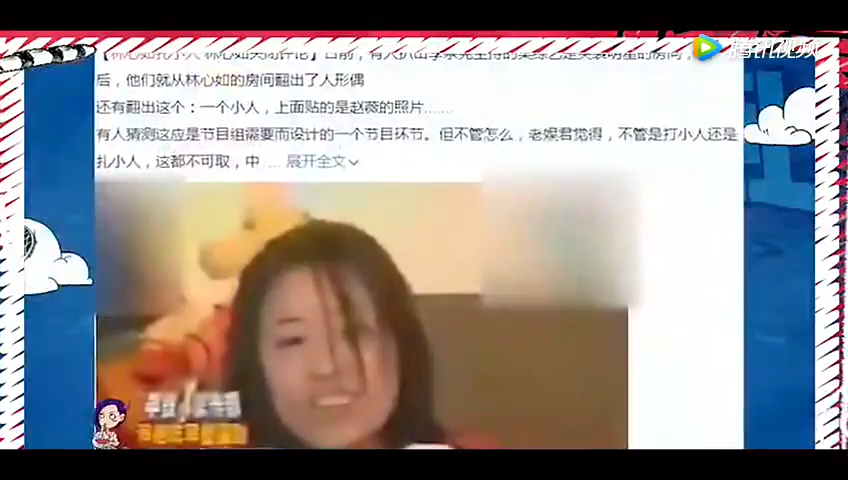 腾讯视频
后，他们就从林心如的房间翻出了人形偶
还有翻出这个：一个小人，上面贴的是赵薇的照片......
有人猜测这应是节目组需要而设计的一个节目环节。但不管怎么，老娱君觉得，不管是打小人还是
扎小人，这都不可取，中 ... 展开全文